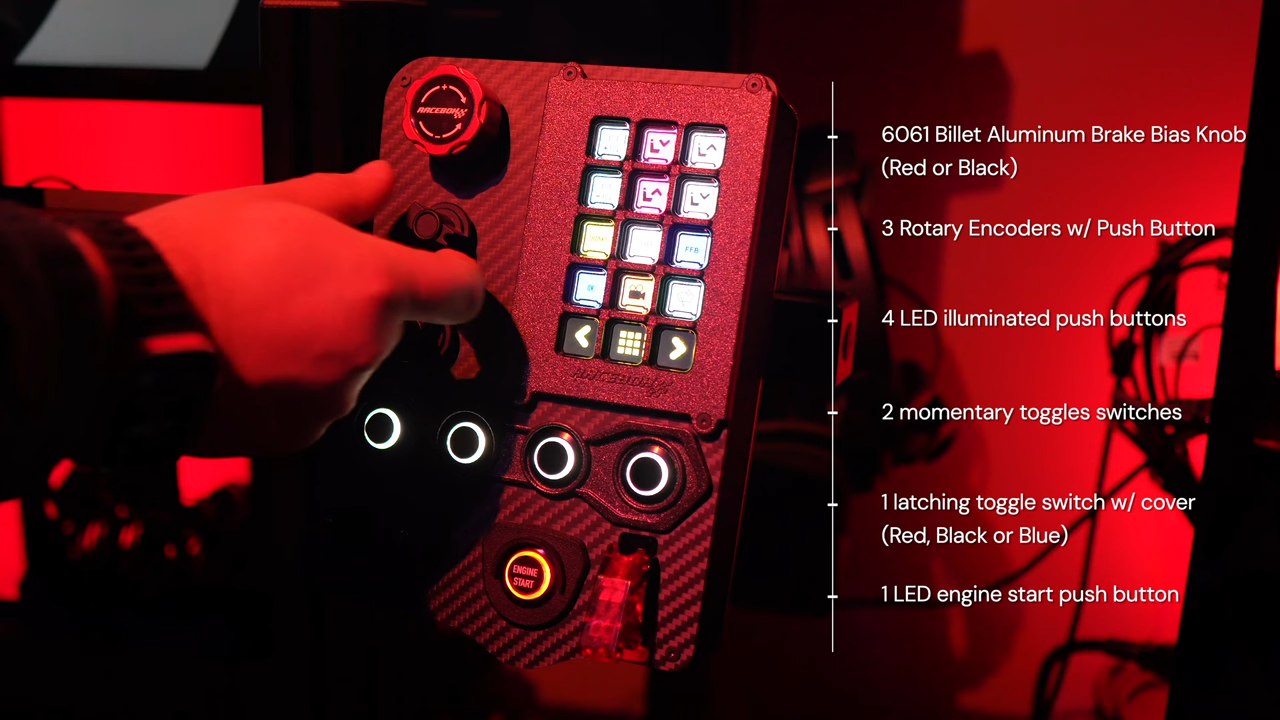 RACEBOX
FFB
RACEBOX
ENGINE
START
6061 Billet Aluminum Brake Bias Knob
(Red or Black)
3 Rotary Encoders w/ Push Button
4 LED illuminated push buttons
2 momentary toggles switches
1 latching toggle switch w/ cover
(Red, Black or Blue)
1 LED engine start push button